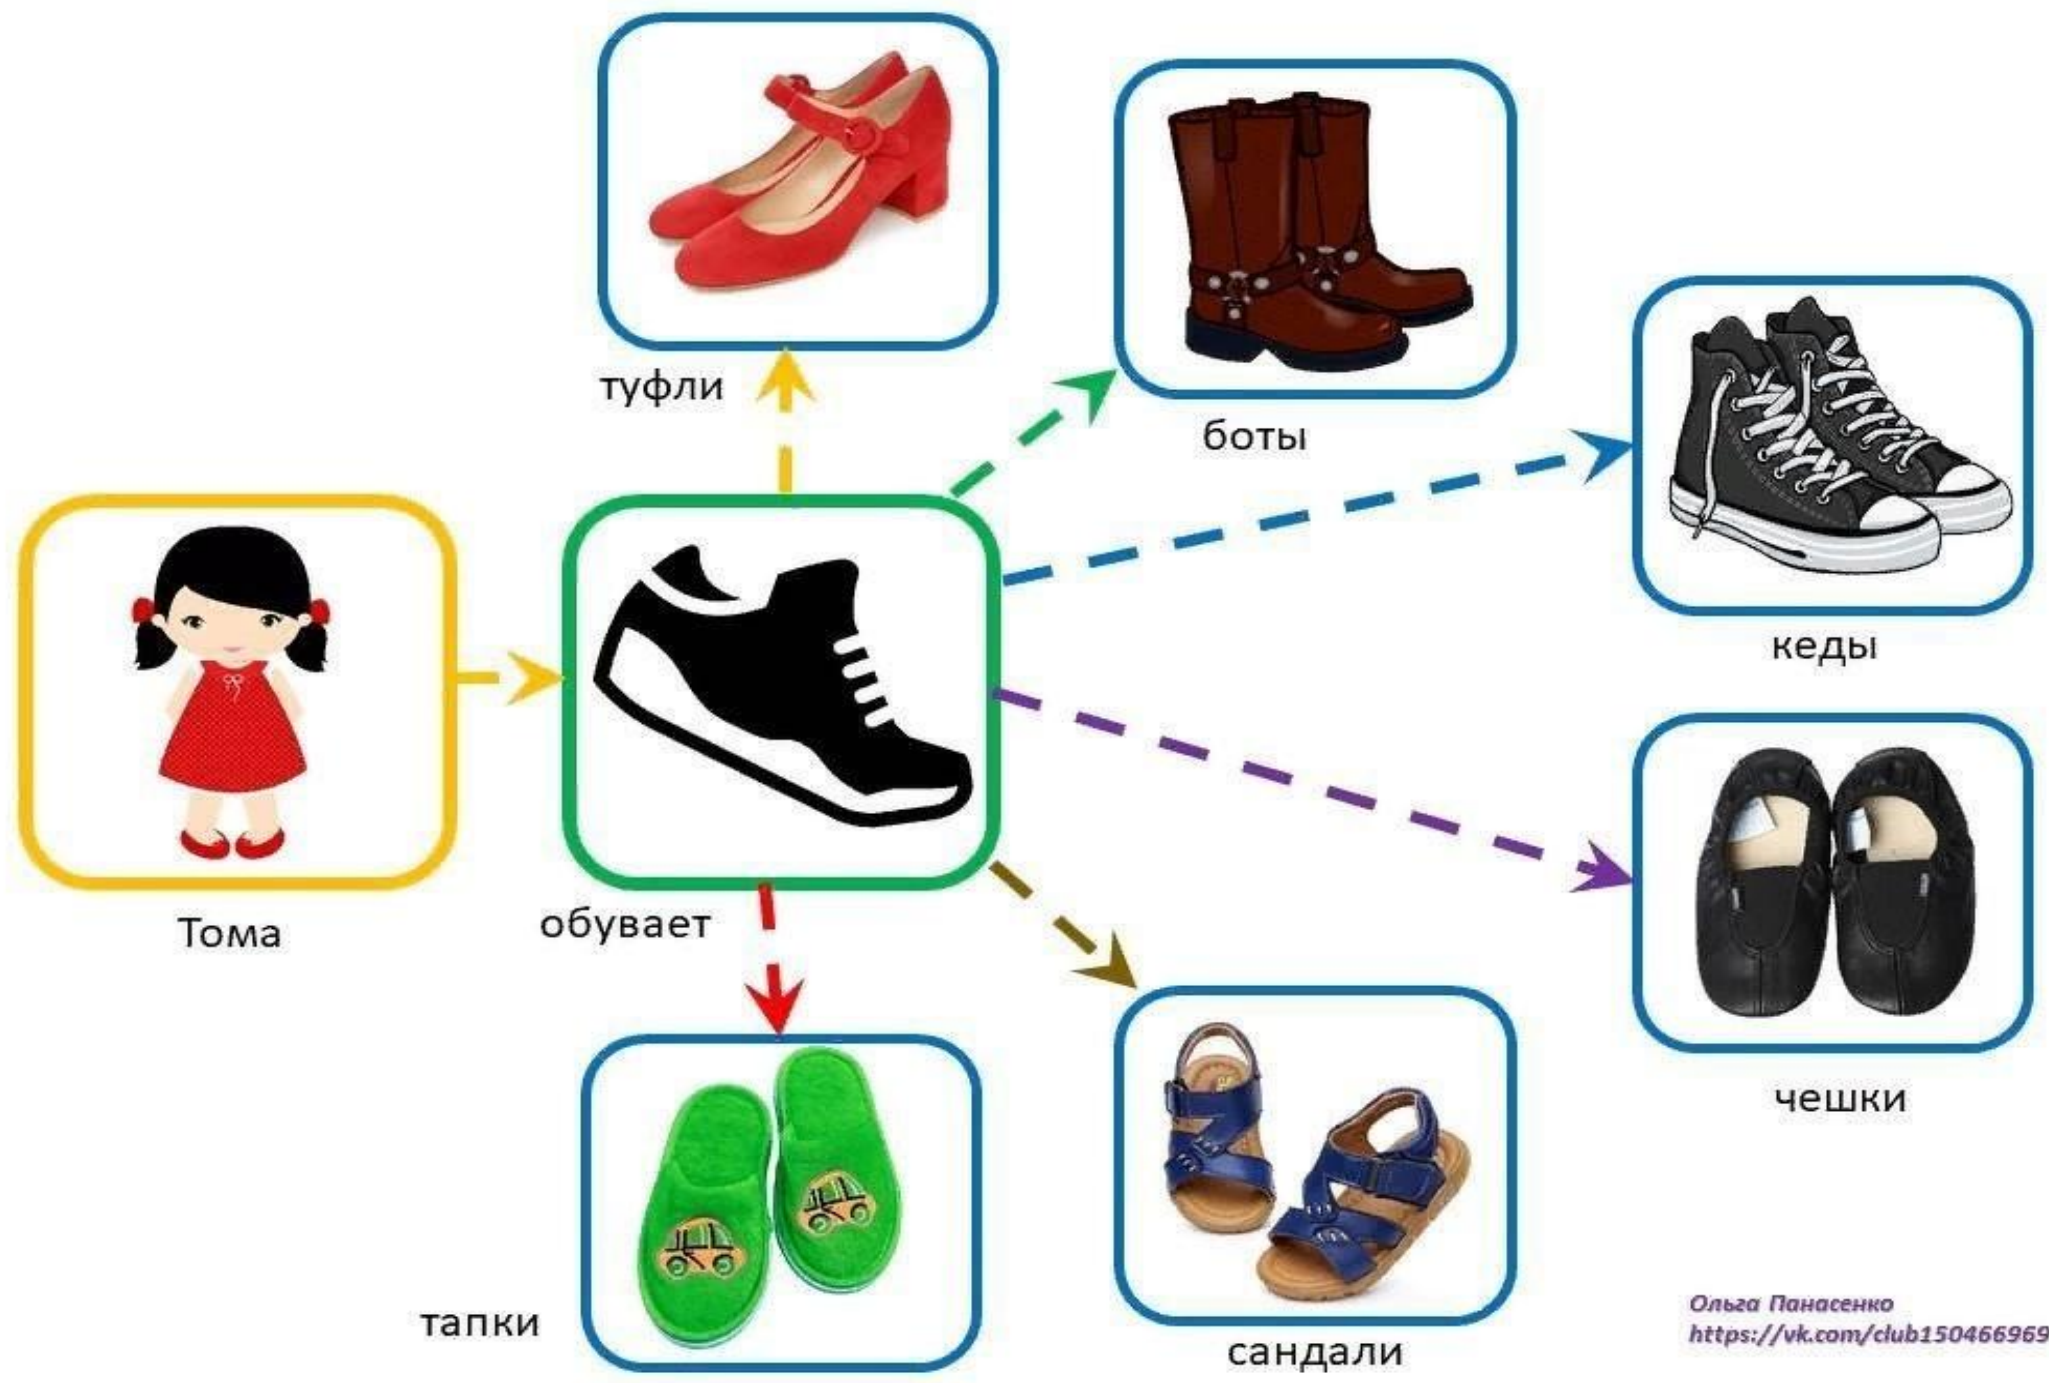 туфли
боты
кеды
Тома
обувает
чешки
тапки
сандали
Ольга Панасенко
https://vk.com/club150466969